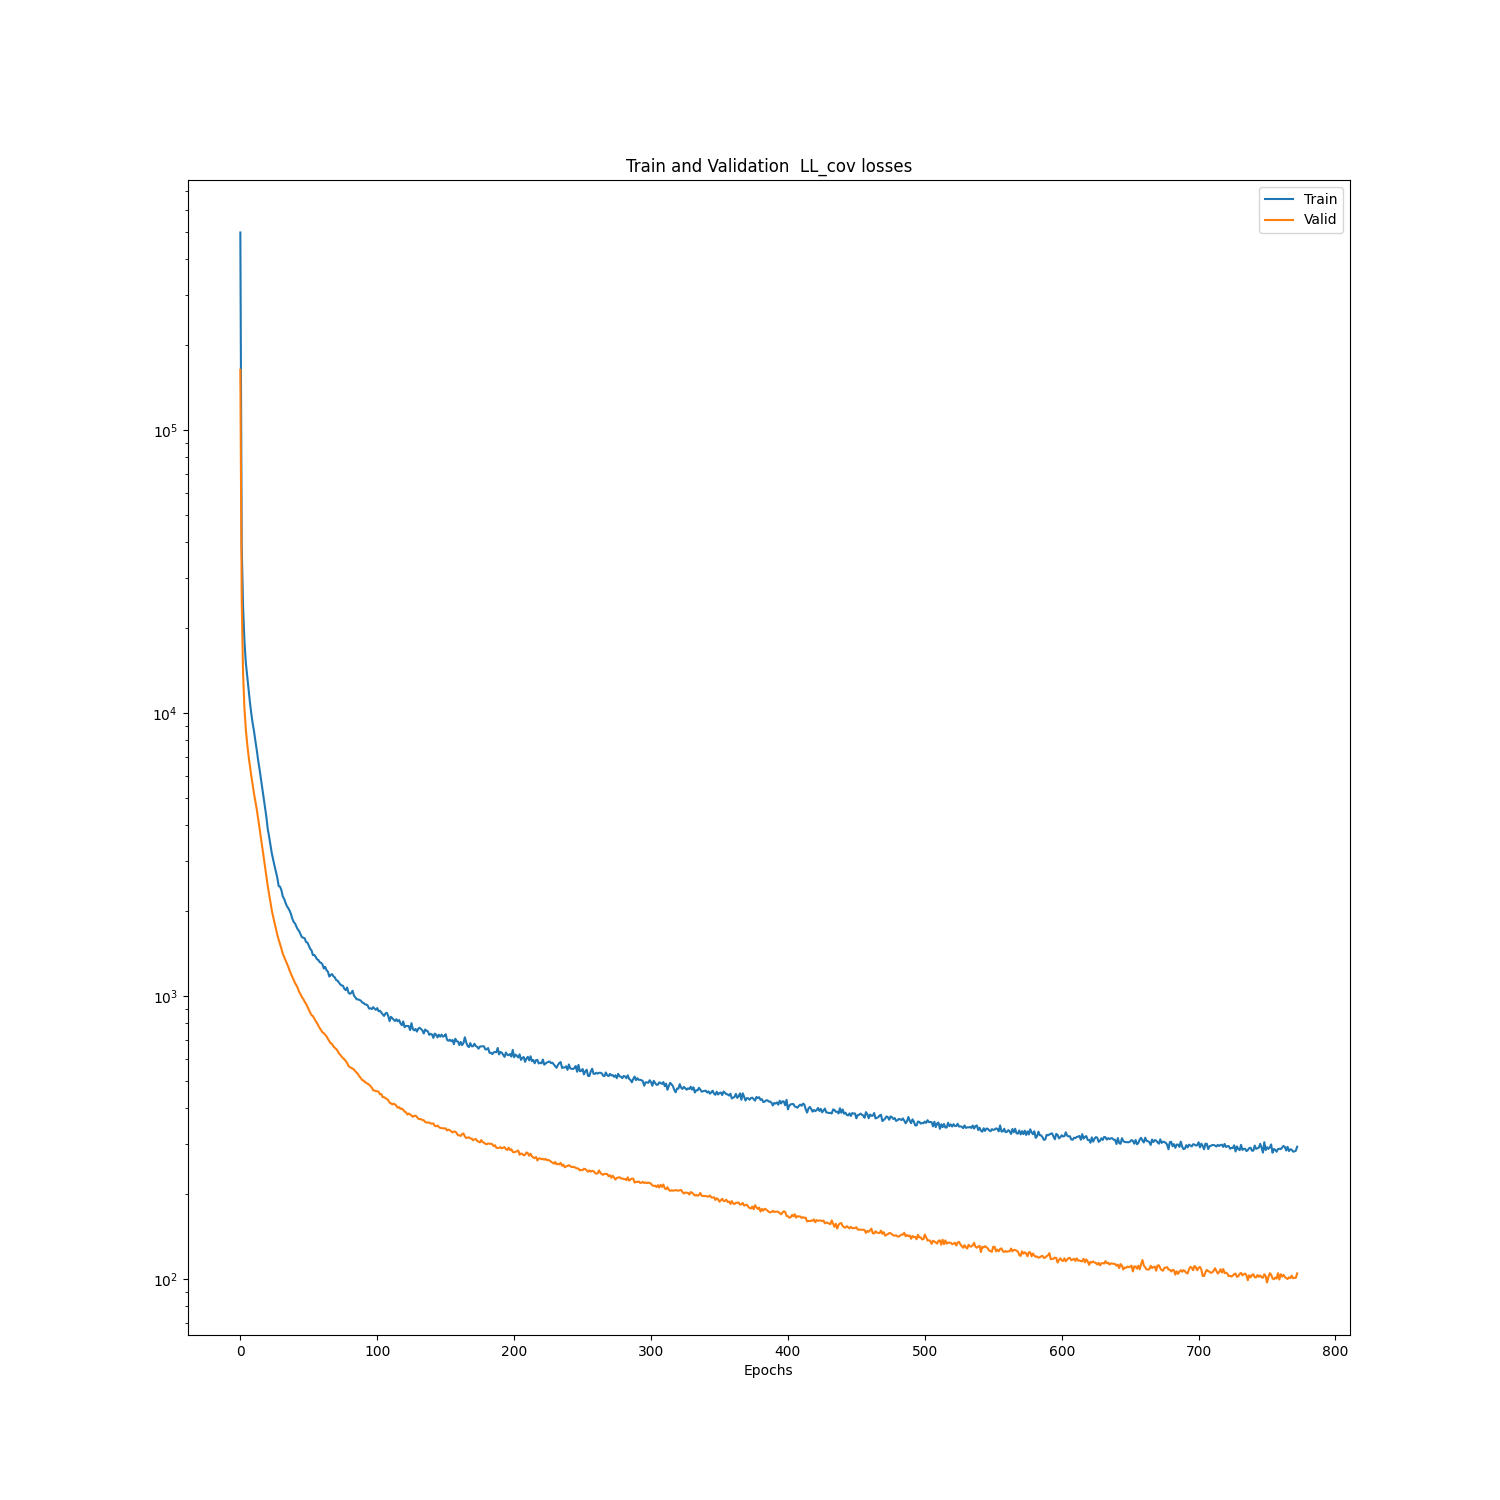 Train and Validation  LL_cov losses
Train
Valid
10^5
10^4
10^3
10^2
0 100 200 300 400 500 600 700 800
Epochs